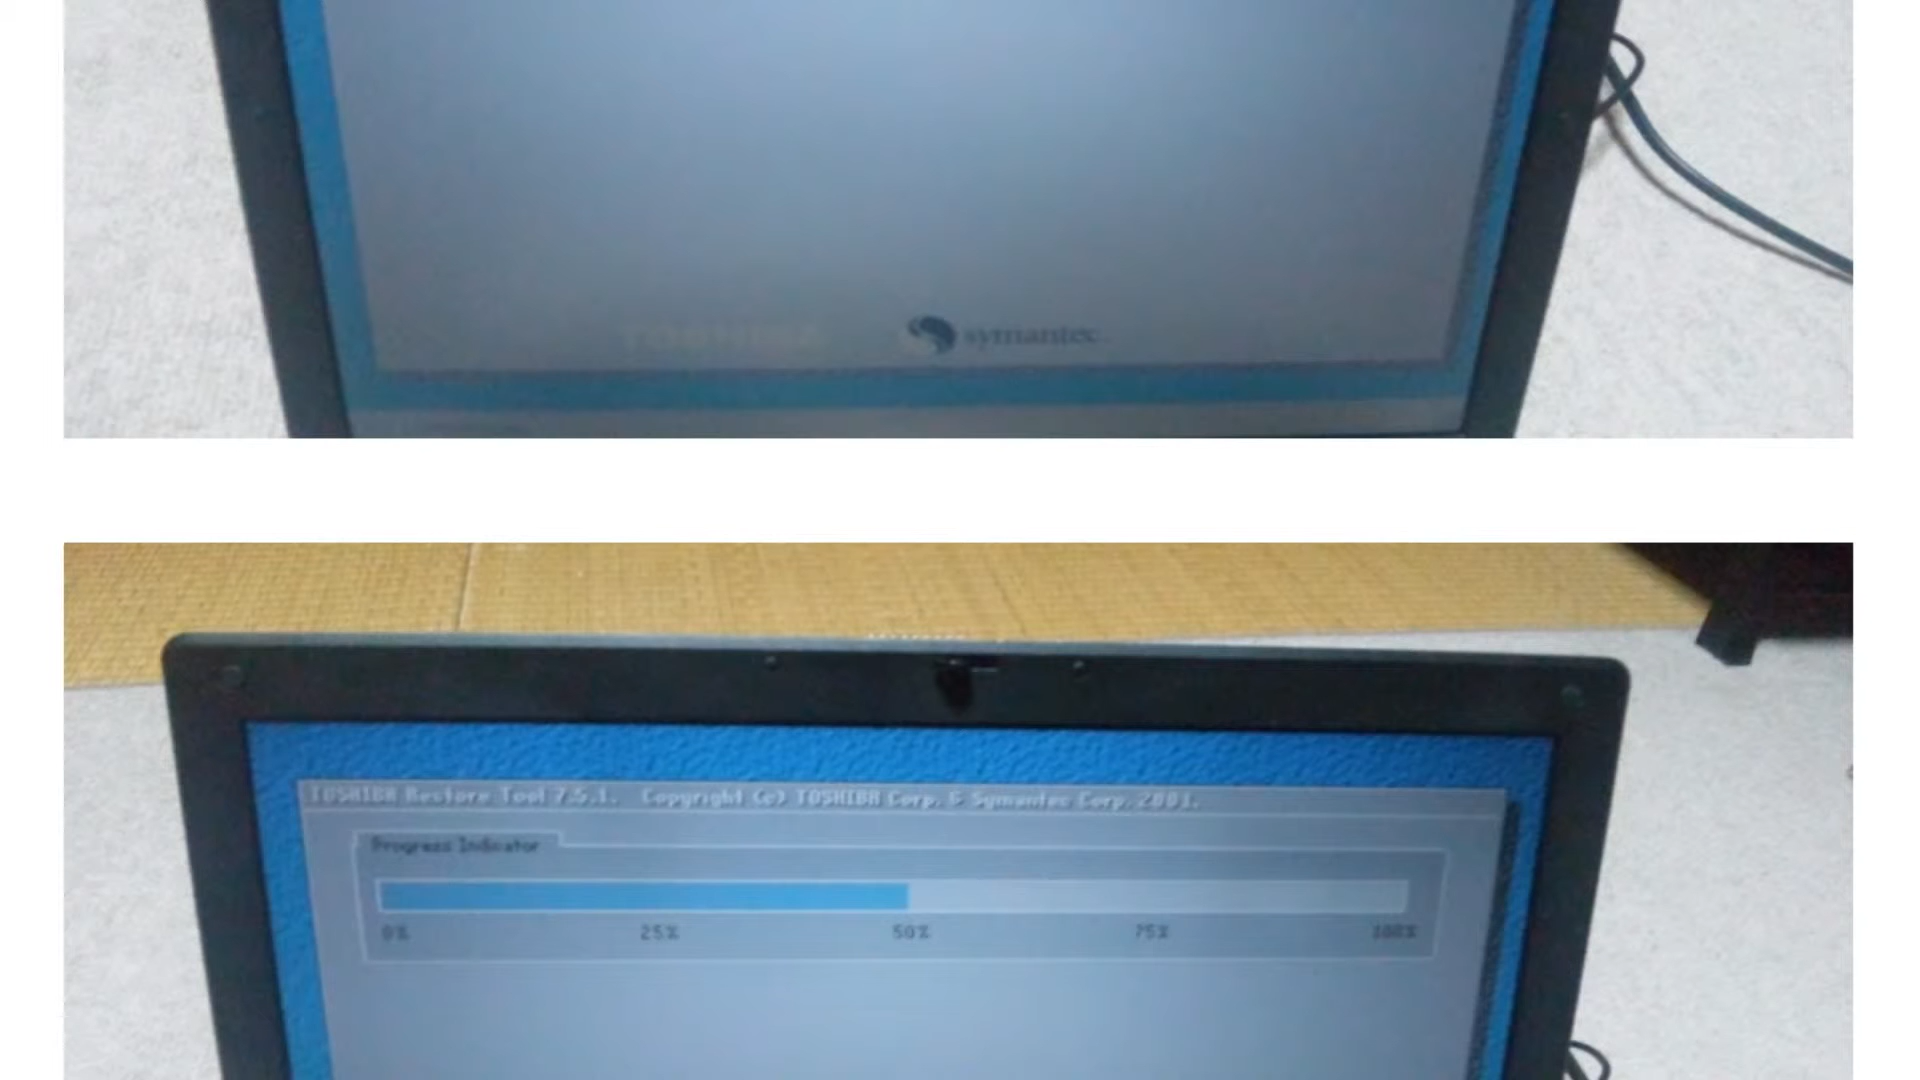 TOSHIBA
symantec.
TOSHIBA Restore Tool 7.5.1. Copyright (c) TOSHIBA Corp. & Symantec Corp. 2001.
Progress Indicator
0% 25% 50% 75% 100%